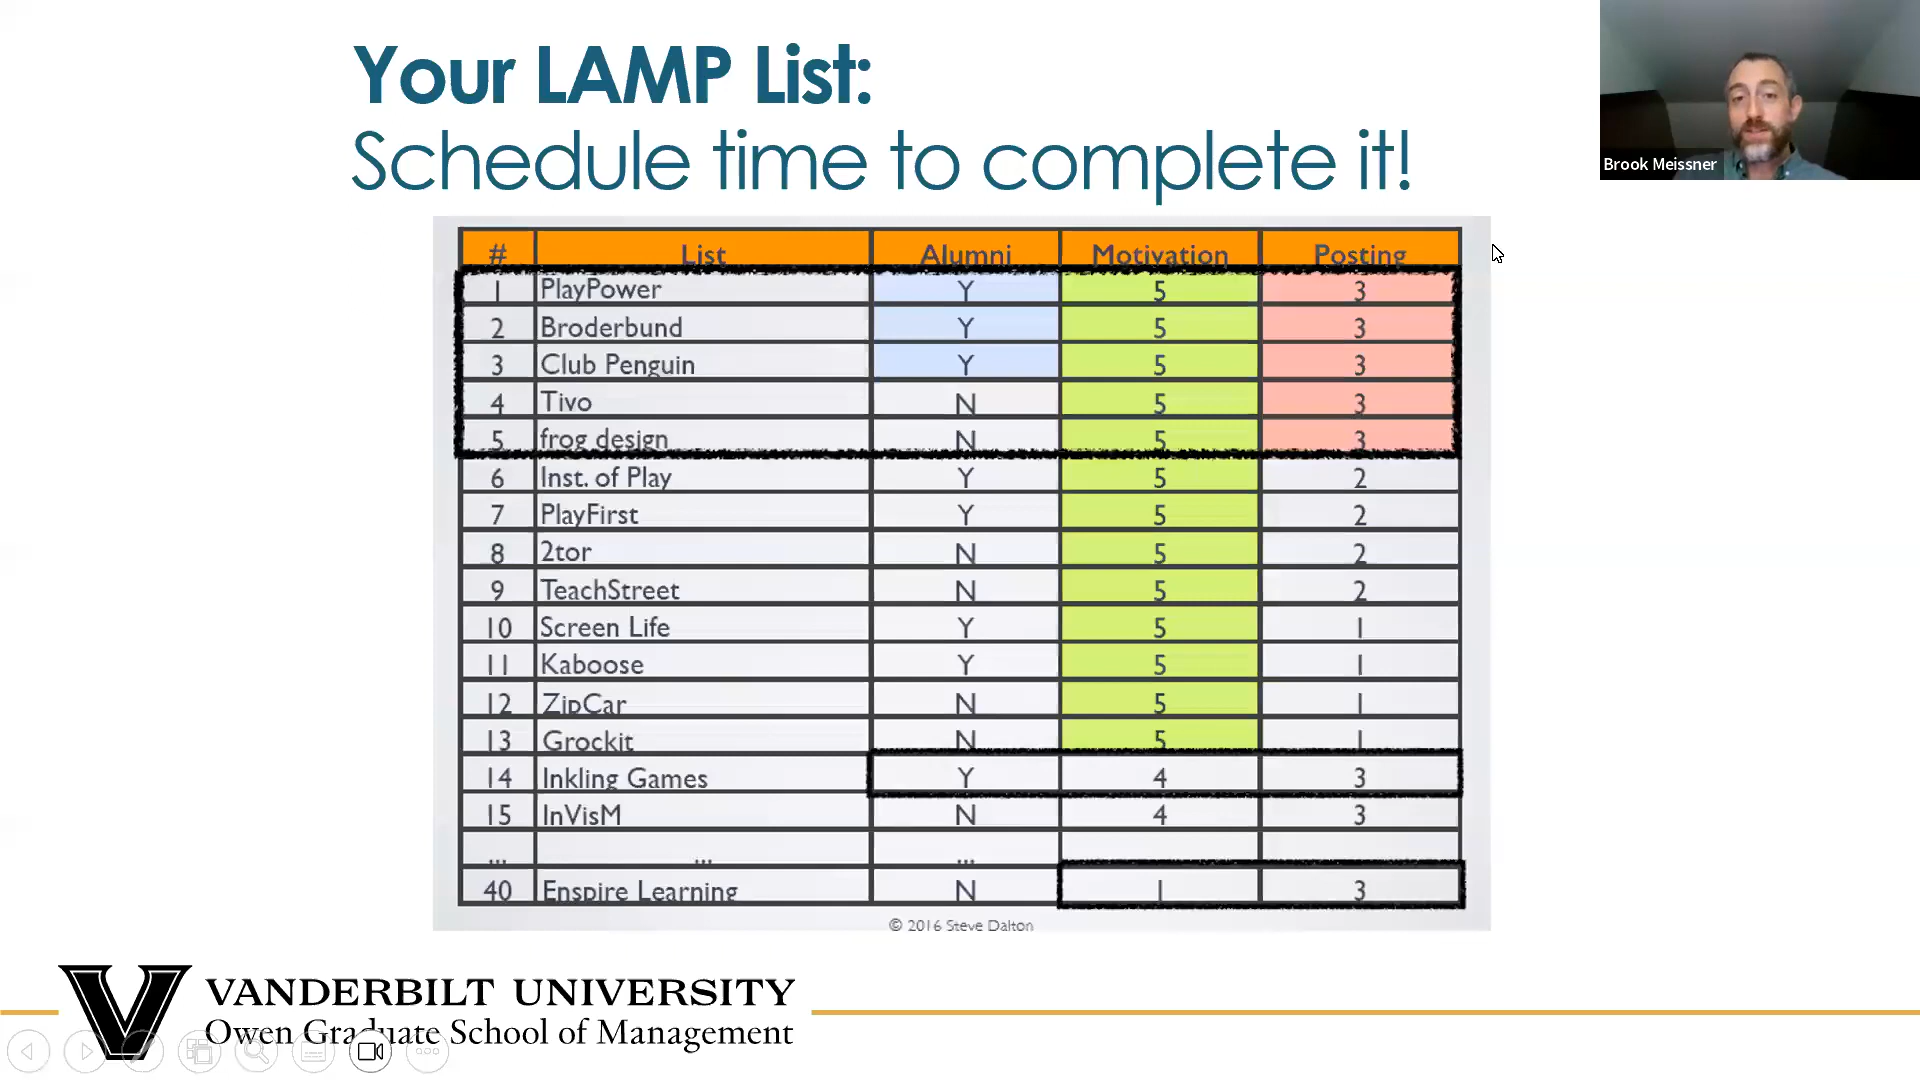 Your LAMP List:
Schedule time to complete it!
Brook Meissner
# List Alumni Motivation Posting
1 PlayPower Y 5 3
2 Broderbund Y 5 3
3 Club Penguin Y 5 3
4 Tivo N 5 3
5 frog design N 5 3
6 Inst. of Play Y 5 2
7 PlayFirst Y 5 2
8 2tor N 5 2
9 TeachStreet N 5 2
10 Screen Life Y 5 1
11 Kaboose Y 5 1
12 ZipCar N 5 1
13 Grockit N 5 1
14 Inkling Games Y 4 3
15 InVisM N 4 3
... ... ...
40 Enspire Learning N 1 3
© 2016 Steve Dalton
V VANDERBILT UNIVERSITY
Owen Graduate School of Management